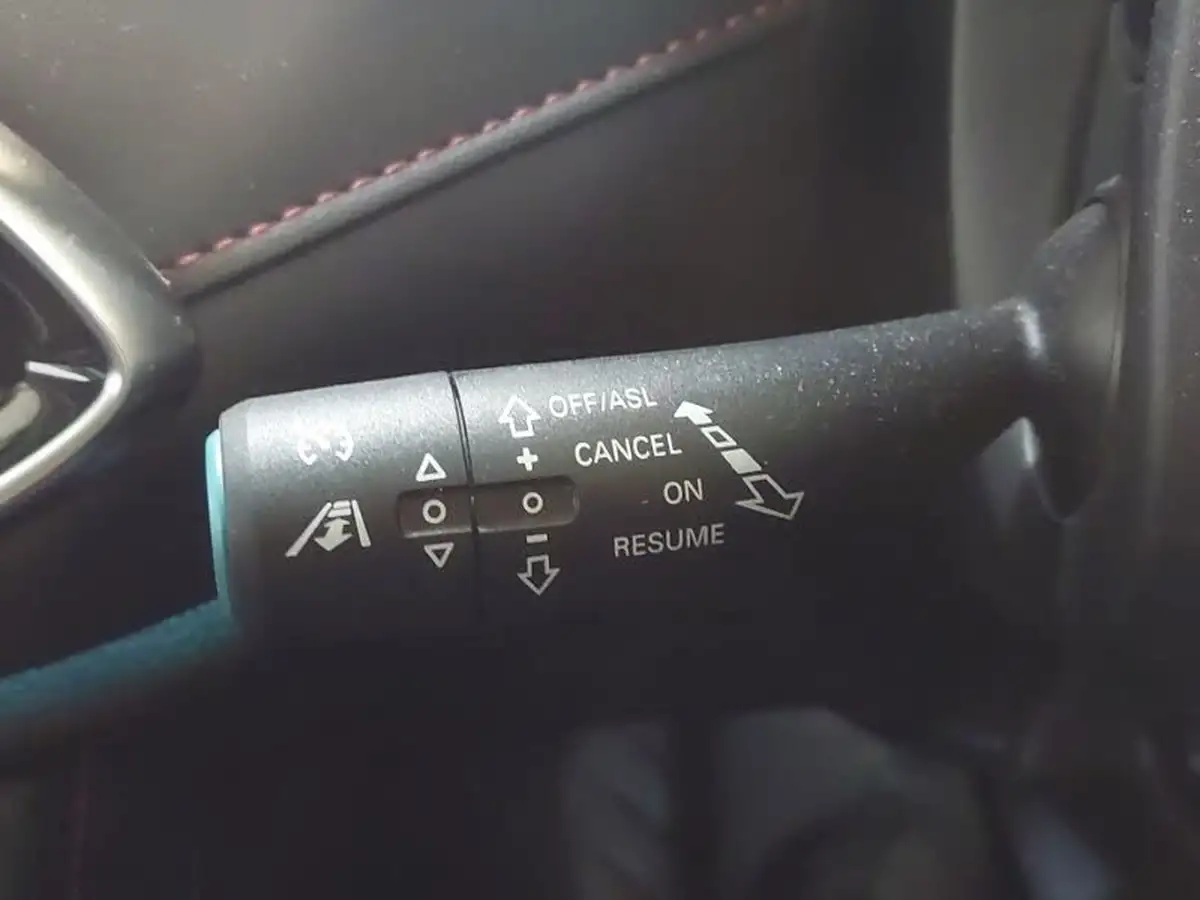 OFF/ASL
+
CANCEL
ON
-
RESUME